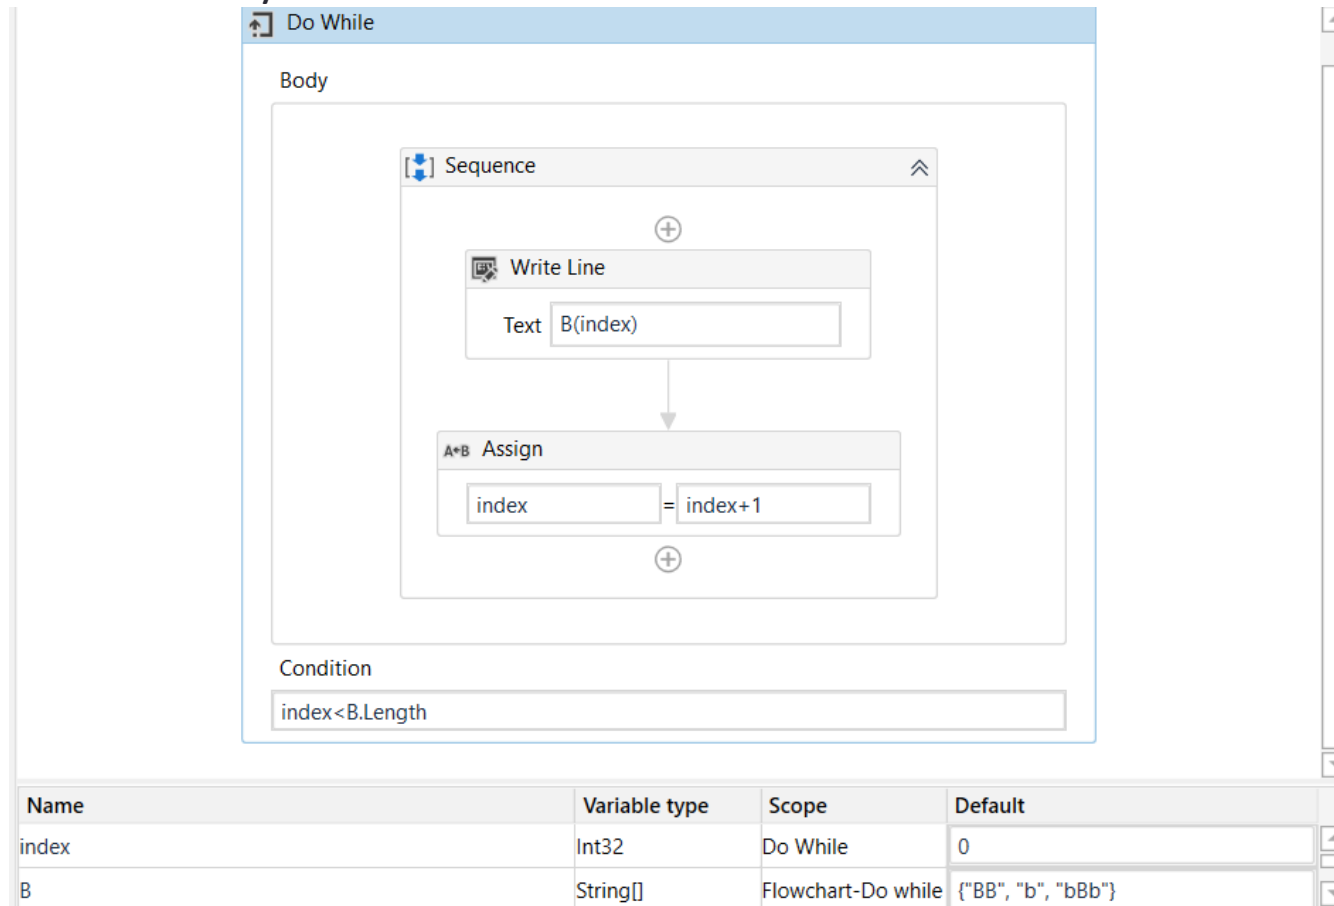 Do While
Body
Sequence
Write Line
Text B(index)
A←B Assign
index = index+1
Condition
index<B.Length
Name Variable type Scope Default
index Int32 Do While 0
B String[] Flowchart-Do while {"BB", "b", "bBb"}